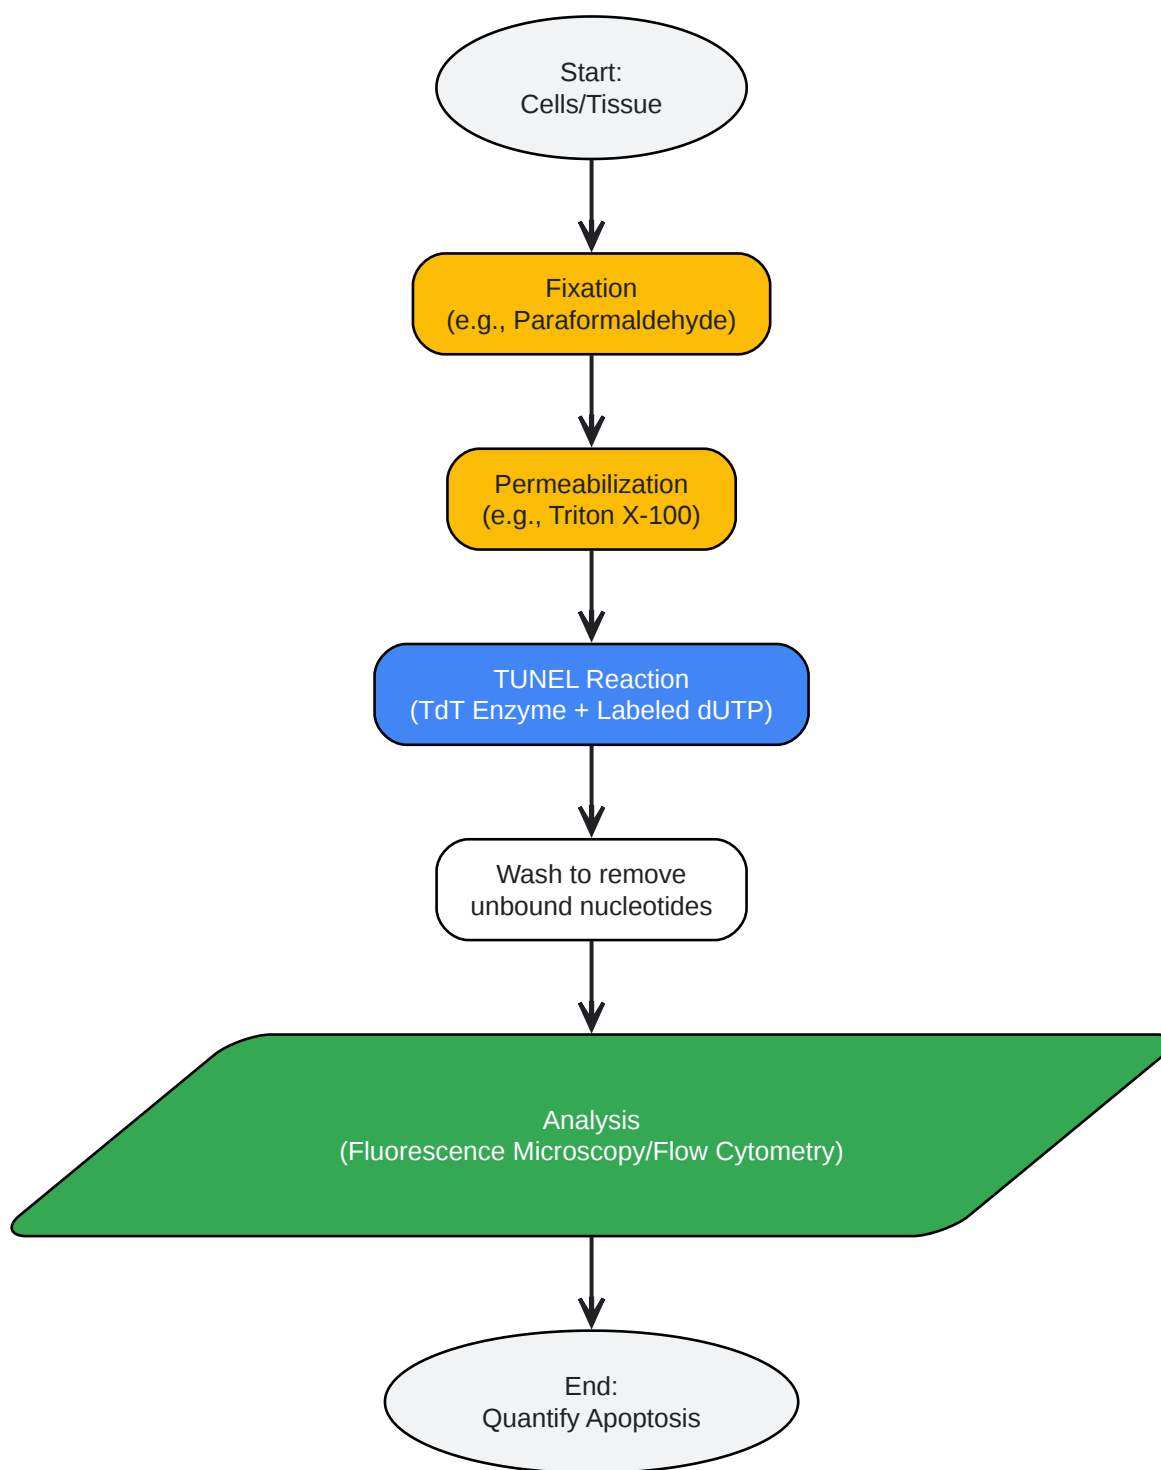 Start:
Cells/Tissue
Fixation
(e.g., Paraformaldehyde)
Permeabilization
(e.g., Triton X-100)
TUNEL Reaction
(TdT Enzyme + Labeled dUTP)
Wash to remove
unbound nucleotides
Analysis
(Fluorescence Microscopy/Flow Cytometry)
End:
Quantify Apoptosis